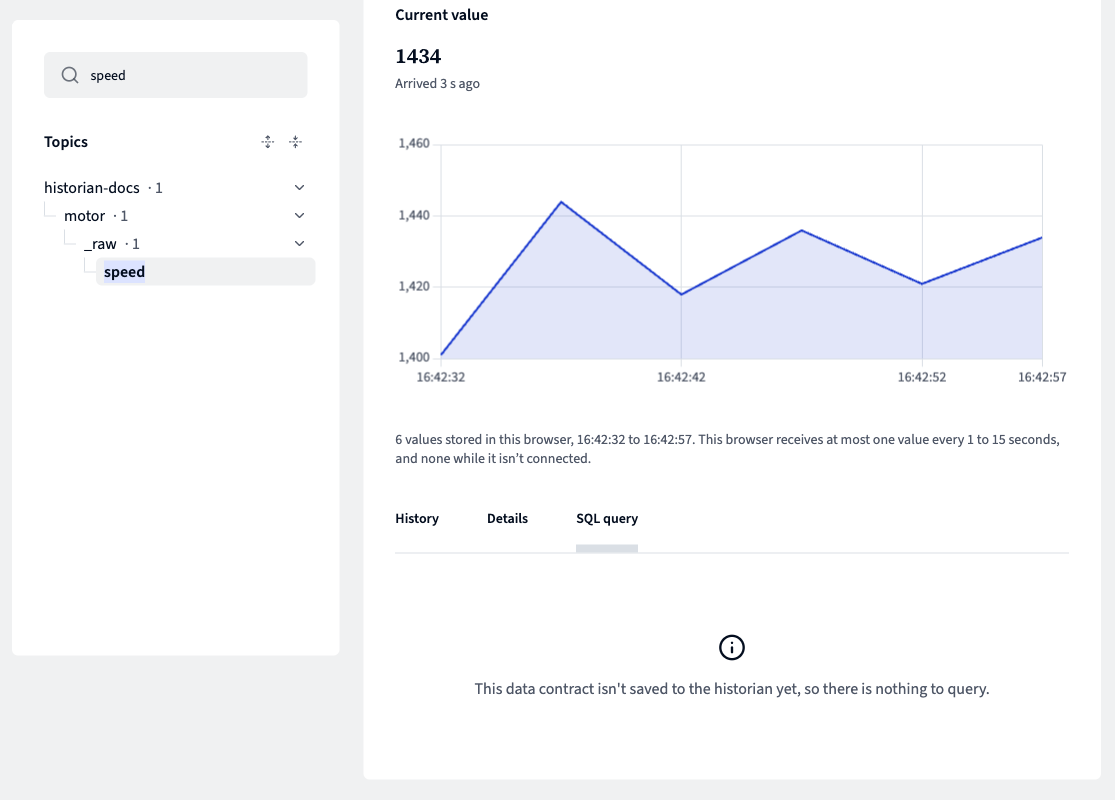 speed
Topics
historian-docs · 1
motor · 1
_raw · 1
speed
Current value
1434
Arrived 3 s ago
1,460
1,440
1,420
1,400
16:42:32 16:42:42 16:42:52 16:42:57
6 values stored in this browser, 16:42:32 to 16:42:57. This browser receives at most one value every 1 to 15 seconds,
and none while it isn’t connected.
History Details SQL query
This data contract isn't saved to the historian yet, so there is nothing to query.